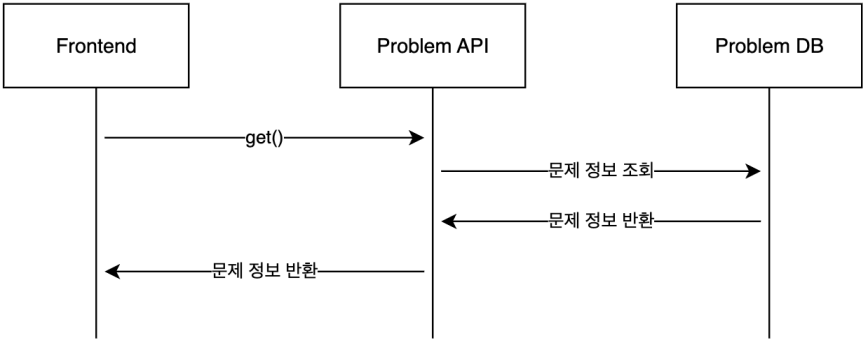 Frontend
Problem API
Problem DB
get()
문제 정보 조회
문제 정보 반환
문제 정보 반환